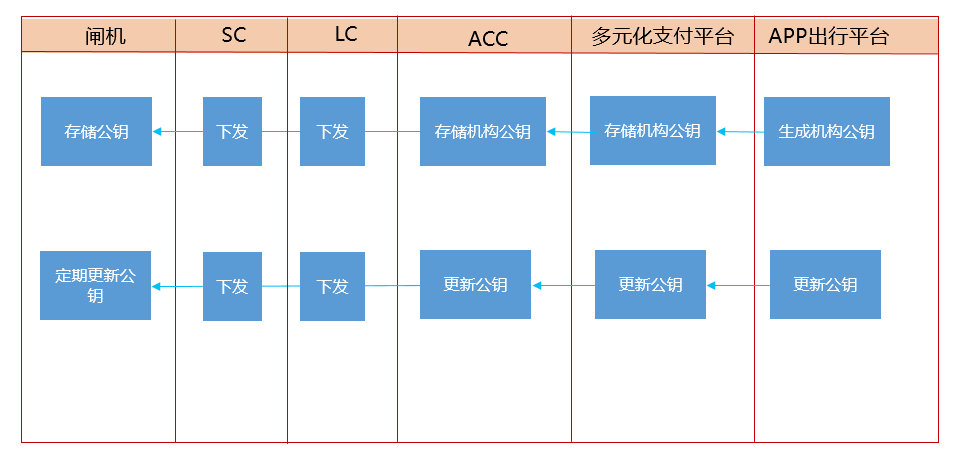 闸机
SC
LC
ACC
多元化支付平台
APP出行平台
存储公钥
下发
下发
存储机构公钥
存储机构公钥
生成机构公钥
定期更新公
钥
下发
下发
更新公钥
更新公钥
更新公钥